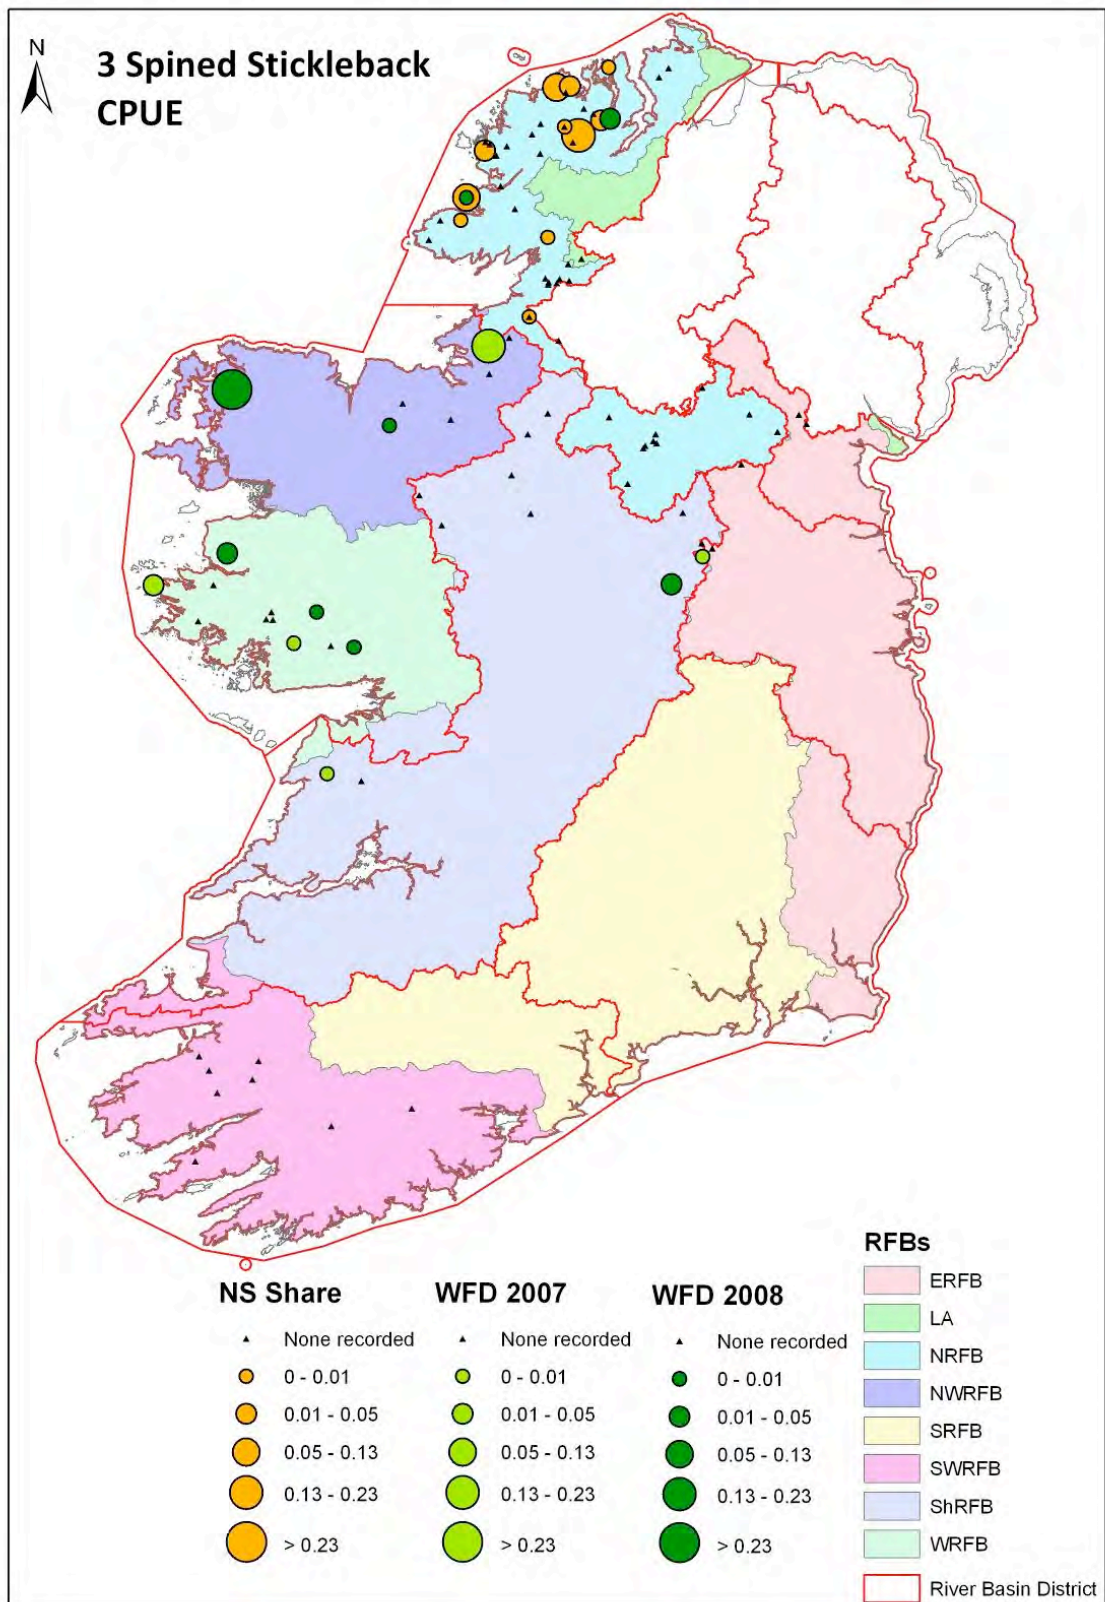 N
3 Spined Stickleback
CPUE
RFBs
ERFB
LA
NRFB
NWRFB
SRFB
SWRFB
ShRFB
WRFB
River Basin District
NS Share
None recorded
0 - 0.01
0.01 - 0.05
0.05 - 0.13
0.13 - 0.23
> 0.23
WFD 2007
None recorded
0 - 0.01
0.01 - 0.05
0.05 - 0.13
0.13 - 0.23
> 0.23
WFD 2008
None recorded
0 - 0.01
0.01 - 0.05
0.05 - 0.13
0.13 - 0.23
> 0.23